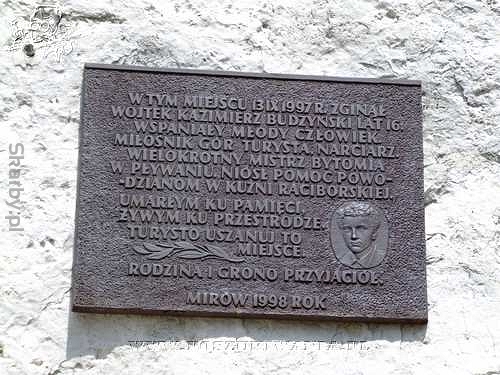 W TYM MIEJSCU 13 IX 1997 R. ZGINĄŁ
WOJTEK KAZIMIERZ BUDZYŃSKI LAT 16.
WSPANIAŁY MŁODY CZŁOWIEK
MIŁOŚNIK GÓR, TURYSTA, NARCIARZ,
WIELOKROTNY MISTRZ BYTOMIA
W PŁYWANIU, NIÓSŁ POMOC POWO-
-DZIANOM W KUŹNI RACIBORSKIEJ.
UMARŁYM KU PAMIĘCI,
ŻYWYM KU PRZESTRODZE,
TURYSTO USZANUJ TO
MIEJSCE.
RODZINA I GRONO PRZYJACIÓŁ.
MIRÓW 1998 ROK
Skarby.pl